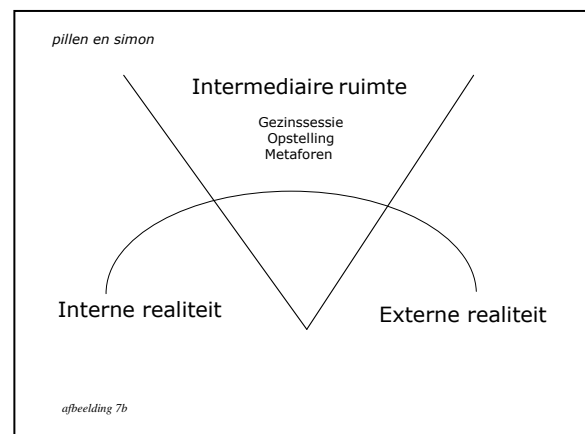 pillen en simon
Intermediaire ruimte
Gezinssessie
Opstelling
Metaforen
Interne realiteit
Externe realiteit
afbeelding 7b